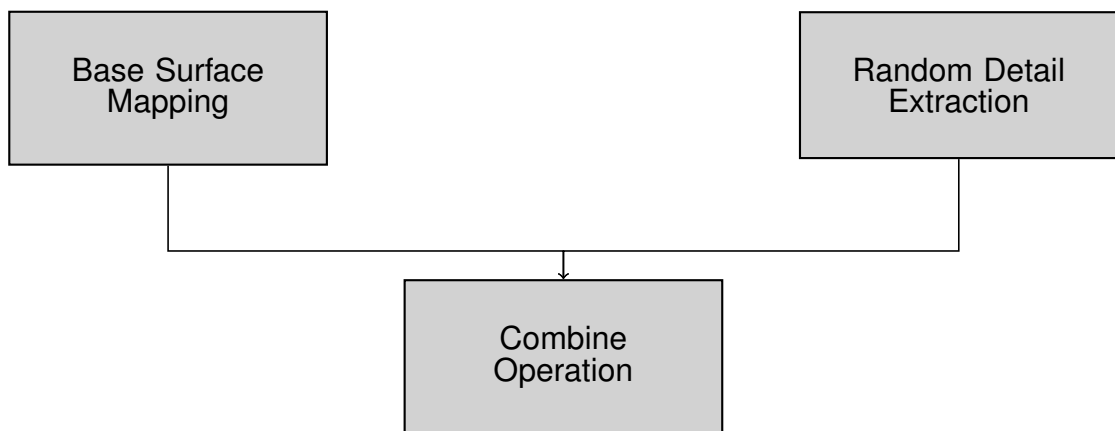 Base Surface
Mapping
Random Detail
Extraction
Combine
Operation